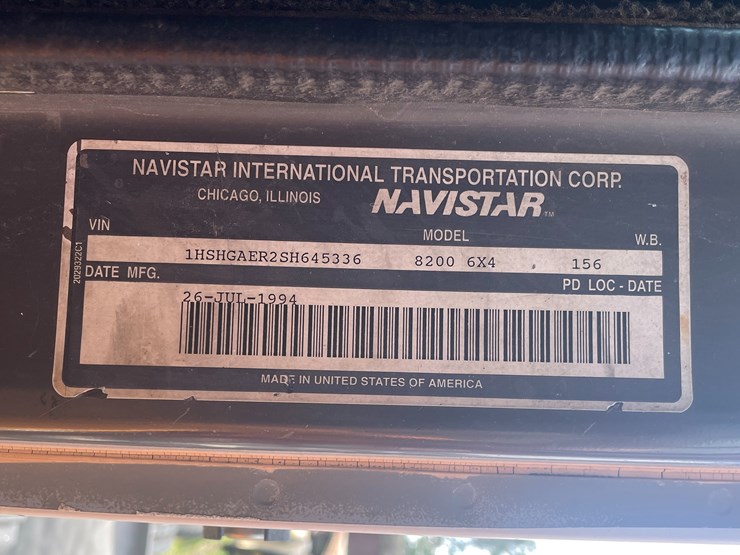 NAVISTAR INTERNATIONAL TRANSPORTATION CORP.
CHICAGO, ILLINOIS NAVISTAR TM
VIN MODEL W.B.
1HSHGAER2SH645336 8200 6X4 156
DATE MFG. PD LOC - DATE
26-JUL-1994
MADE IN UNITED STATES OF AMERICA
2029322C1